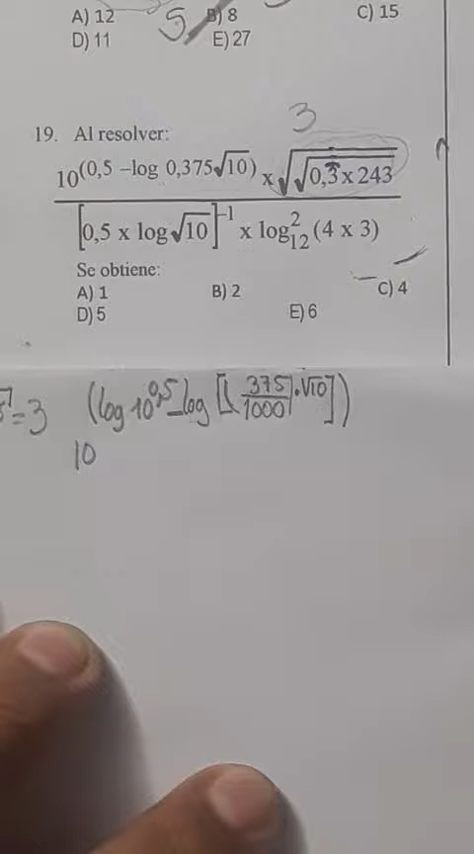 A) 12 B) 8 C) 15
5
D) 11 E) 27
3
19. Al resolver:
10^(0,5 – log 0,375√10) x √√0,3̂ x 243
[0,5 x log √10]^-1 x log²₁₂ (4 x 3)
Se obtiene:
A) 1 B) 2 C) 4
D) 5 E) 6
= 3 (log 10^0,5 – log [(375/1000) · √10])
10